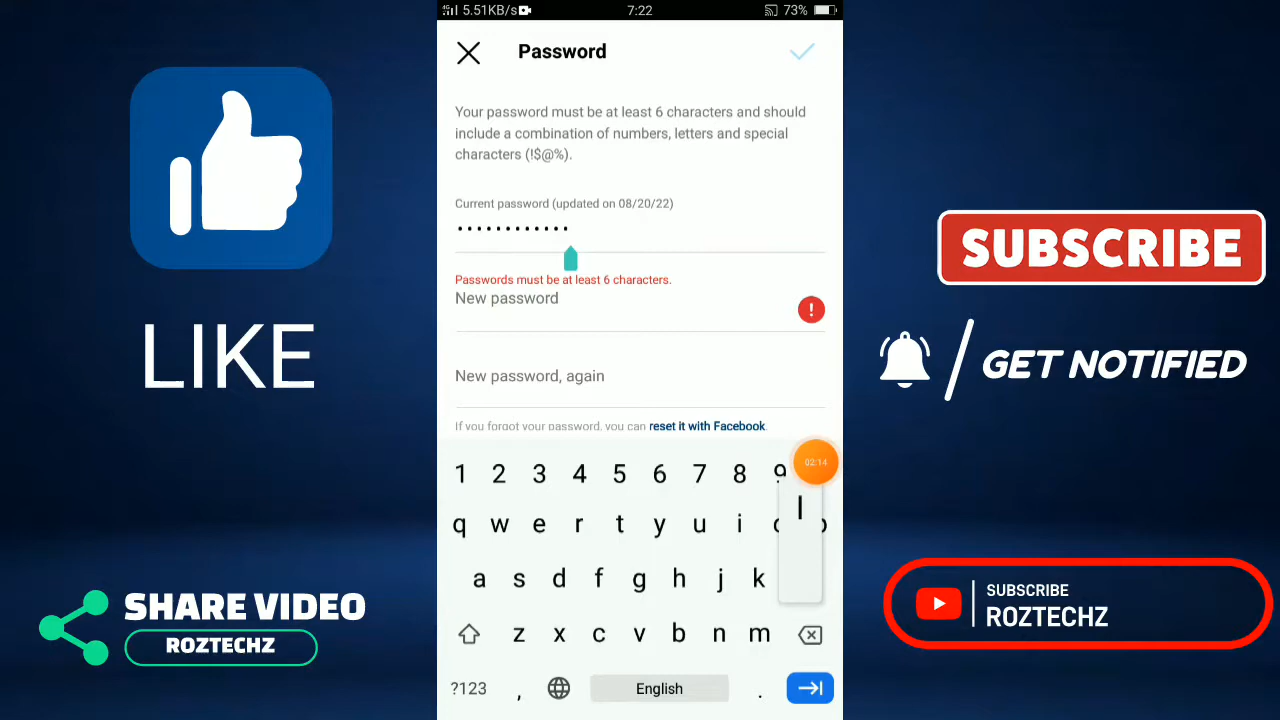 5.51KB/s
7:22
73%
Password
Your password must be at least 6 characters and should
include a combination of numbers, letters and special
characters (!$@%).
Current password (updated on 08/20/22)
••••••••••••
Passwords must be at least 6 characters.
New password
!
New password, again
If you forgot your password, you can reset it with Facebook.
02:14
1 2 3 4 5 6 7 8 9
l
q w e r t y u i o p
a s d f g h j k
z x c v b n m
?123 , English .
LIKE
SHARE VIDEO
ROZTECHZ
SUBSCRIBE
GET NOTIFIED
SUBSCRIBE
ROZTECHZ